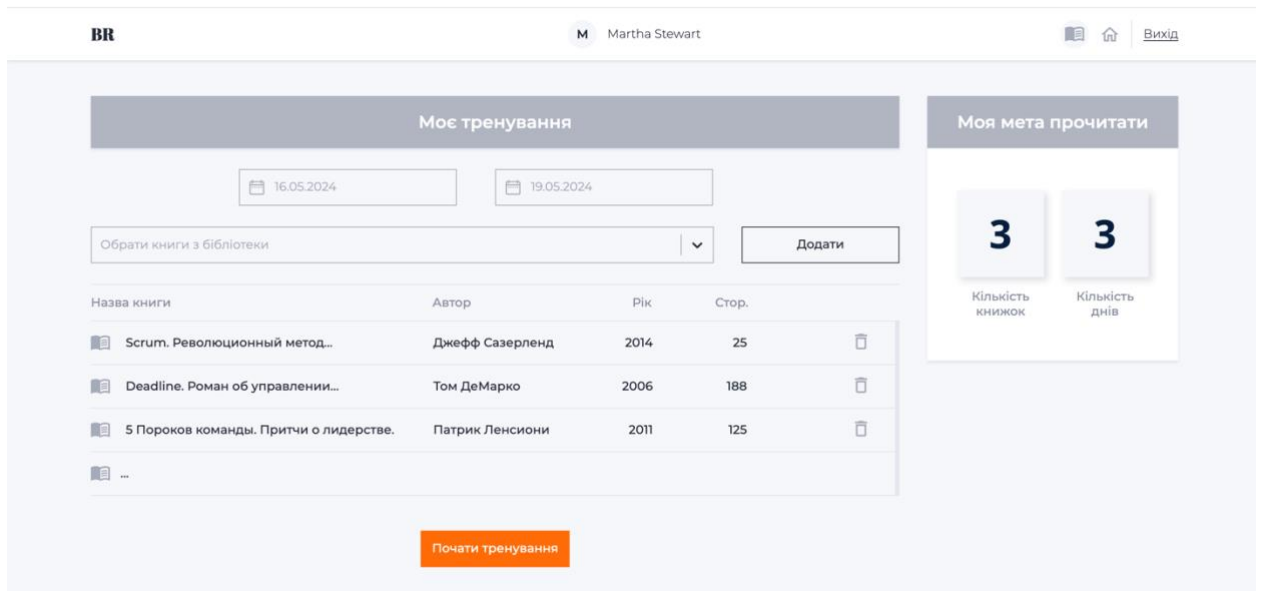 BR
M Martha Stewart
Вихід
Моє тренування
16.05.2024 19.05.2024
Обрати книги з бібліотеки
Додати
Назва книги Автор Рік Стор.
Scrum. Революционный метод... Джефф Сазерленд 2014 25
Deadline. Роман об управлении... Том ДеМарко 2006 188
5 Пороков команды. Притчи о лидерстве. Патрик Ленсиони 2011 125
...
Почати тренування
Моя мета прочитати
3 3
Кількість Кількість
книжок днів